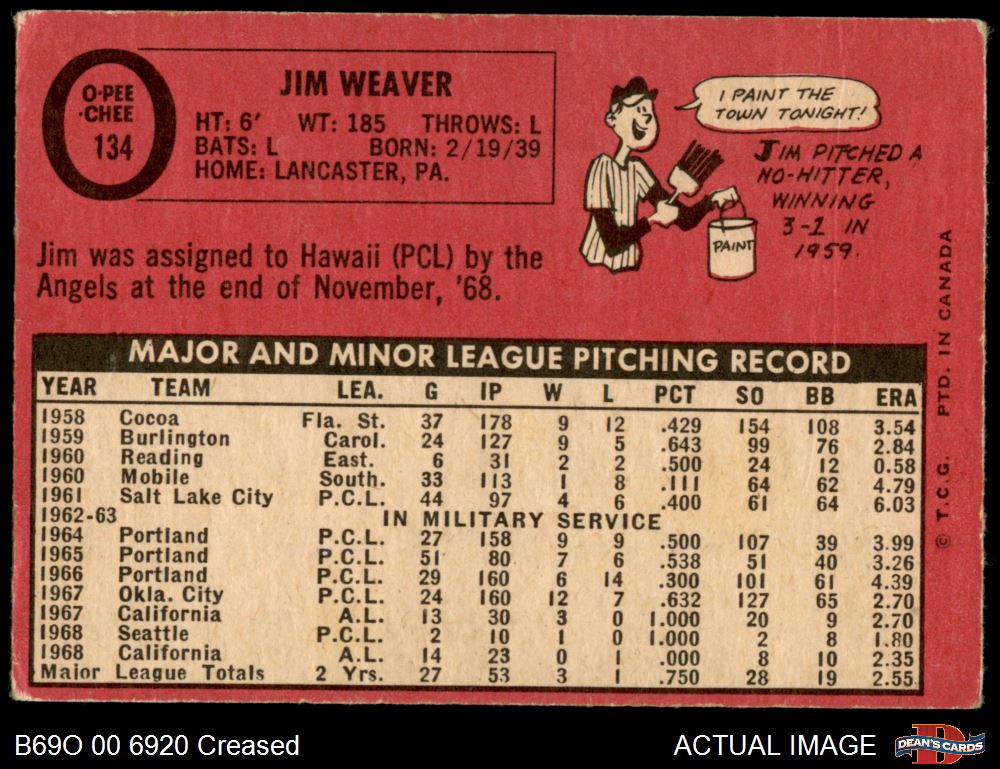 O-PEE
-CHEE
134
JIM WEAVER
HT: 6' WT: 185 THROWS: L
BATS: L BORN: 2/19/39
HOME: LANCASTER, PA.
I PAINT THE
TOWN TONIGHT!
JIM PITCHED A
NO-HITTER,
WINNING
3-1 IN
1959.
PAINT
Jim was assigned to Hawaii (PCL) by the
Angels at the end of November, '68.
MAJOR AND MINOR LEAGUE PITCHING RECORD
YEAR TEAM LEA. G IP W L PCT SO BB ERA
1958 Cocoa Fla. St. 37 178 9 12 .429 154 108 3.54
1959 Burlington Carol. 24 127 9 5 .643 99 76 2.84
1960 Reading East. 6 31 2 2 .500 24 12 0.58
1960 Mobile South. 33 113 1 8 .111 64 62 4.79
1961 Salt Lake City P.C.L. 44 97 4 6 .400 61 64 6.03
1962-63 IN MILITARY SERVICE
1964 Portland P.C.L. 27 158 9 9 .500 107 39 3.99
1965 Portland P.C.L. 51 80 7 6 .538 51 40 3.26
1966 Portland P.C.L. 29 160 6 14 .300 101 61 4.39
1967 Okla. City P.C.L. 24 160 12 7 .632 127 65 2.70
1967 California A.L. 13 30 3 0 1.000 20 9 2.70
1968 Seattle P.C.L. 2 10 1 0 1.000 2 8 1.80
1968 California A.L. 14 23 0 1 .000 8 10 2.35
Major League Totals 2 Yrs. 27 53 3 1 .750 28 19 2.55
© T.C.G. PTD. IN CANADA
B69O 00 6920 Creased
ACTUAL IMAGE
DEAN'S CARDS